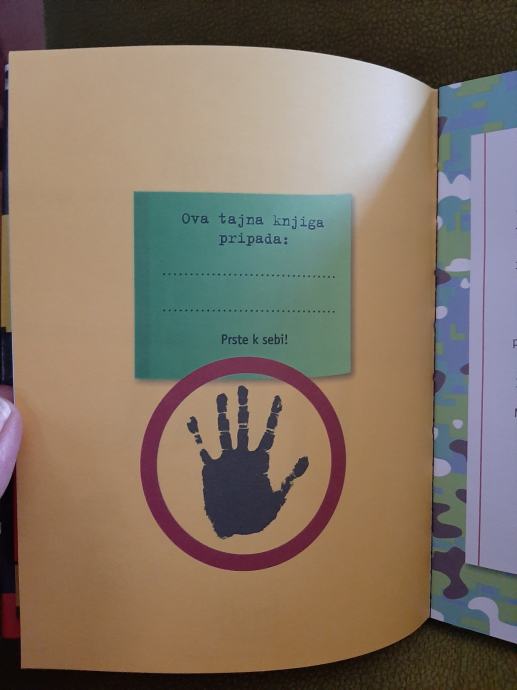 Ova tajna knjiga
pripada:
Prste k sebi!